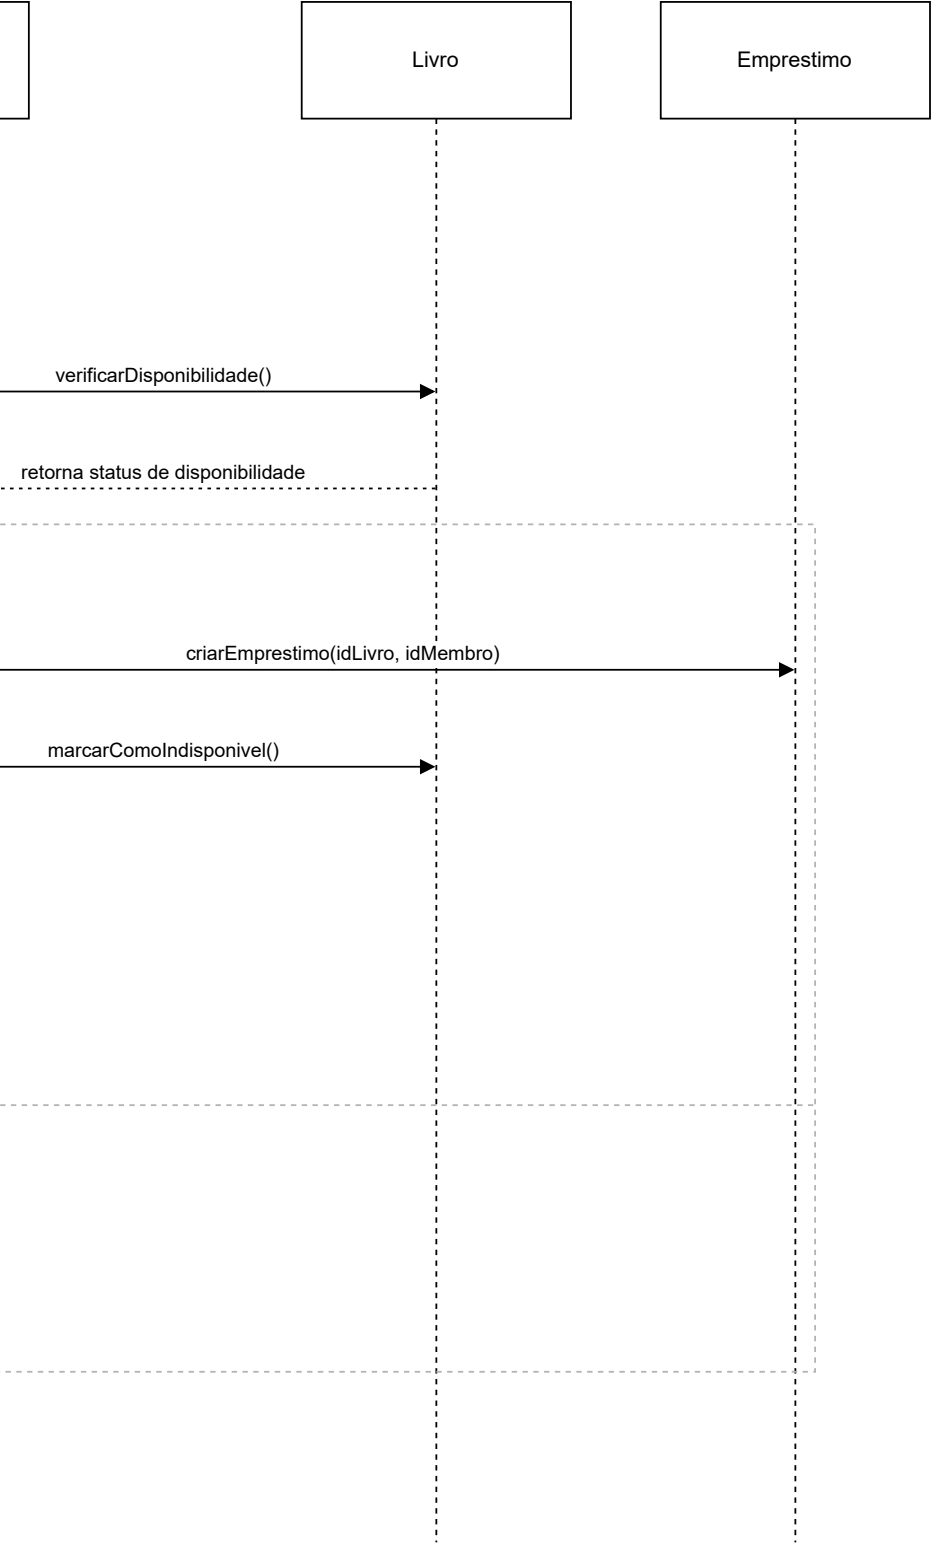 Livro
Emprestimo
verificarDisponibilidade()
retorna status de disponibilidade
criarEmprestimo(idLivro, idMembro)
marcarComoIndisponivel()